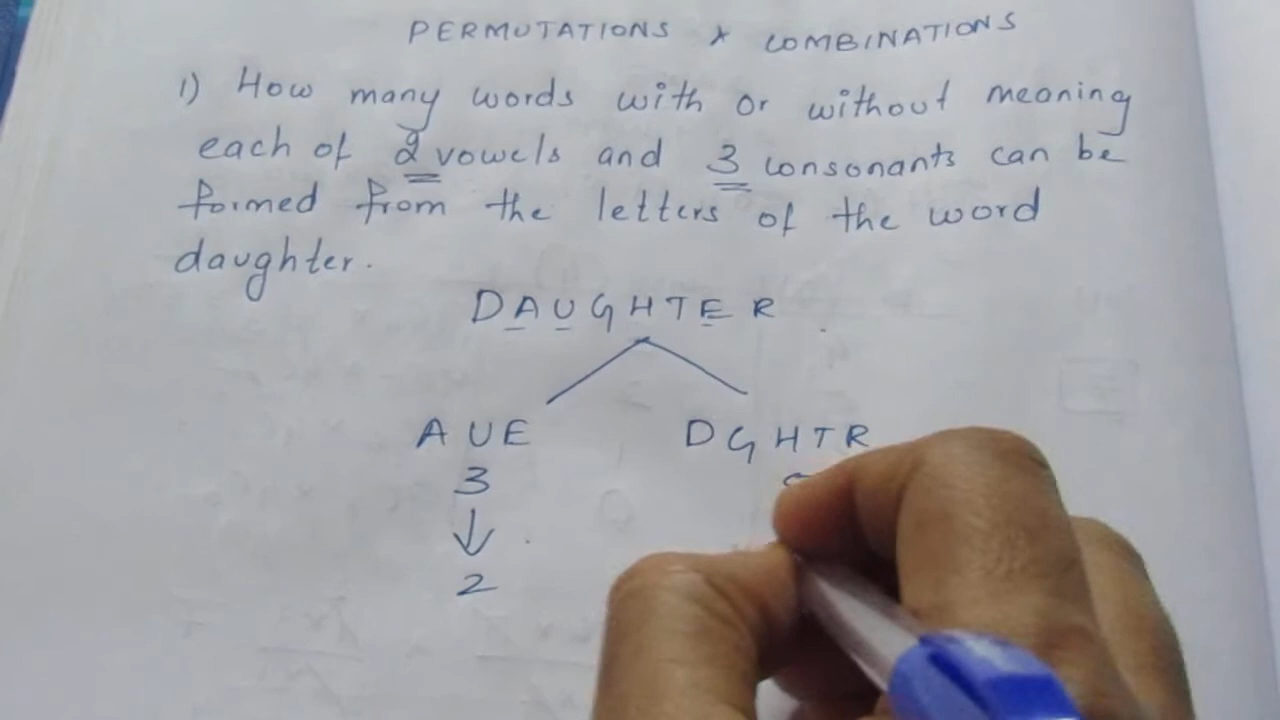 PERMUTATIONS & COMBINATIONS
1) How many words with or without meaning
each of 2 vowels and 3 consonants can be
formed from the letters of the word
daughter.
DAUGHTER
AUE DGHTR
3
↓
2